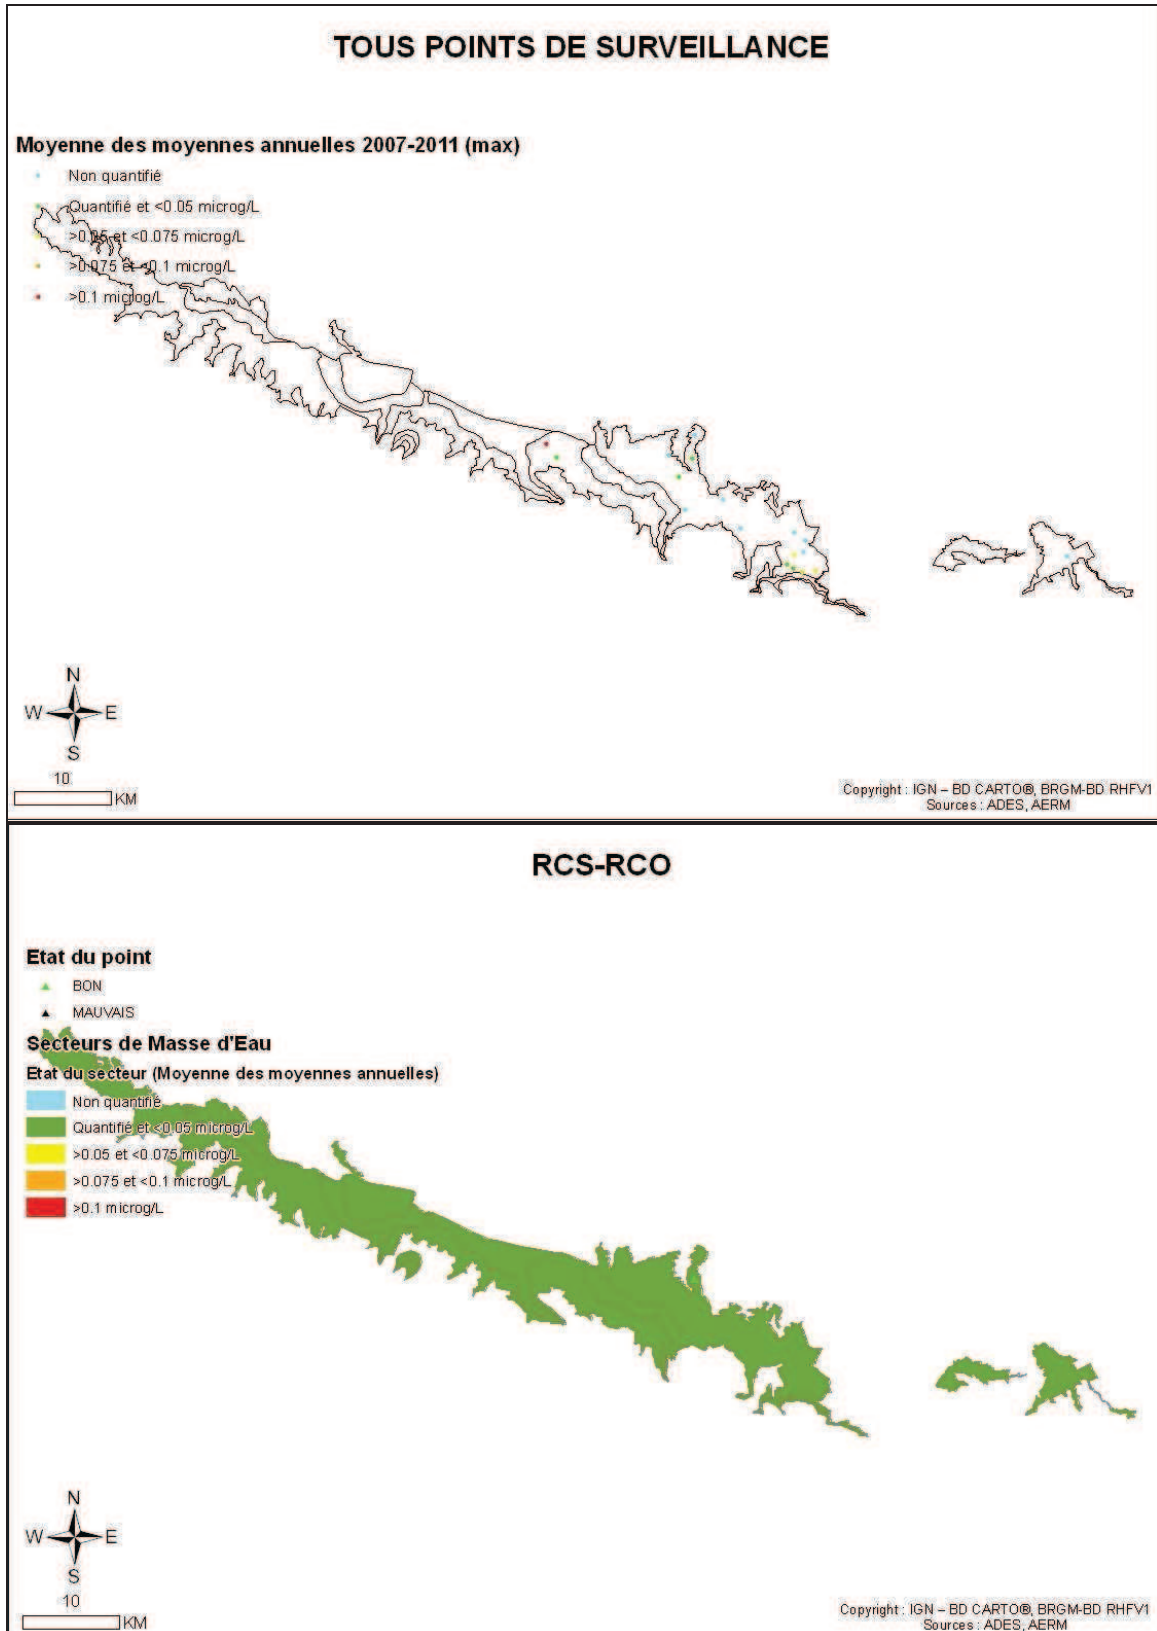 TOUS POINTS DE SURVEILLANCE
Moyenne des moyennes annuelles 2007-2011 (max)
Non quantifié
Quantifié et <0.05 microg/L
>0.05 et <0.075 microg/L
>0.075 et <0.1 microg/L
>0.1 microg/L
N
W E
S
10
KM
Copyright : IGN – BD CARTO®, BRGM-BD RHFV1
Sources : ADES, AERM
RCS-RCO
Etat du point
BON
MAUVAIS
Secteurs de Masse d'Eau
Etat du secteur (Moyenne des moyennes annuelles)
Non quantifié
Quantifié et <0.05 microg/L
>0.05 et <0.075 microg/L
>0.075 et <0.1 microg/L
>0.1 microg/L
N
W E
S
10
KM
Copyright : IGN – BD CARTO®, BRGM-BD RHFV1
Sources : ADES, AERM